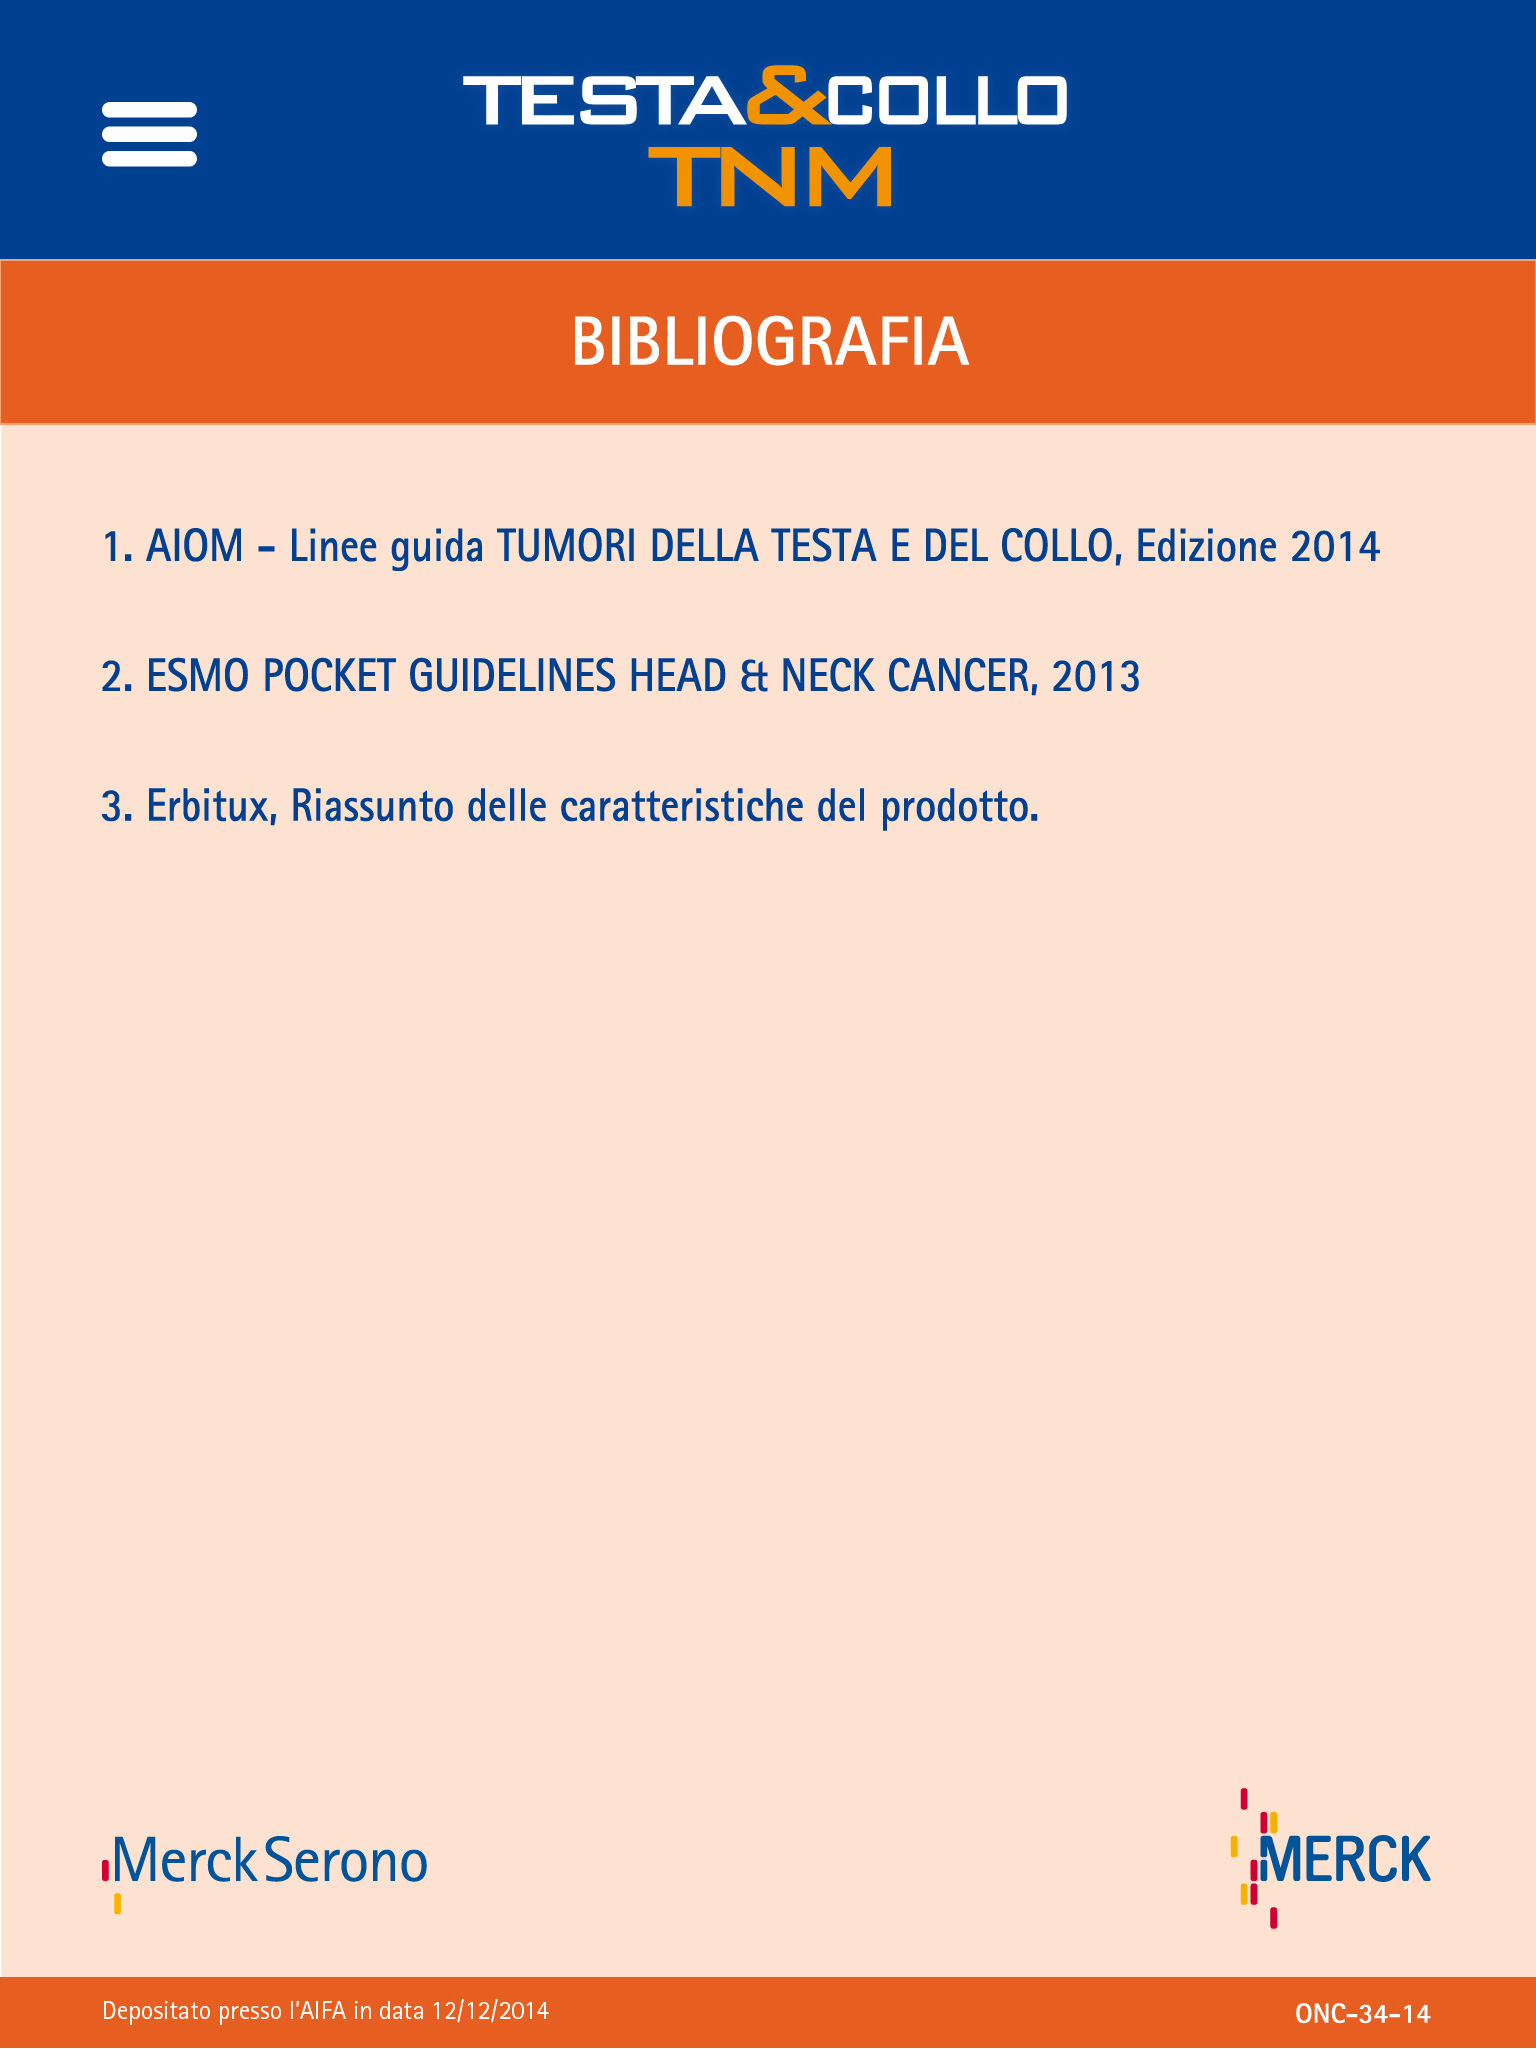 TESTA&COLLO
TNM
BIBLIOGRAFIA
1. AIOM - Linee guida TUMORI DELLA TESTA E DEL COLLO, Edizione 2014
2. ESMO POCKET GUIDELINES HEAD & NECK CANCER, 2013
3. Erbitux, Riassunto delle caratteristiche del prodotto.
Merck Serono
MERCK
Depositato presso l'AIFA in data 12/12/2014
ONC-34-14